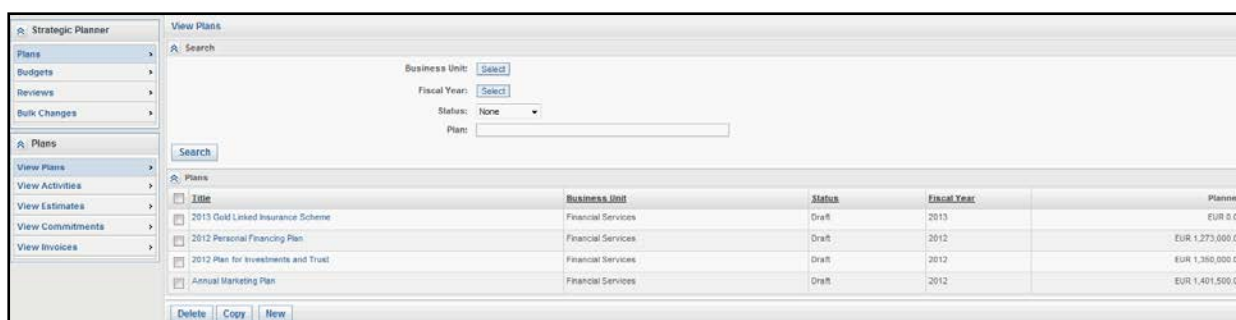 Strategic Planner
Plans
Budgets
Reviews
Bulk Changes
Plans
View Plans
View Activities
View Estimates
View Commitments
View Invoices
View Plans
Search
Business Unit: Select
Fiscal Year: Select
Status: None
Plan:
Search
Plans
Title Business Unit Status Fiscal Year Planne
2013 Gold Linked Insurance Scheme Financial Services Draft 2013 EUR 0.0
2012 Personal Financing Plan Financial Services Draft 2012 EUR 1,273,000.0
2012 Plan for Investments and Trust Financial Services Draft 2012 EUR 1,350,000.0
Annual Marketing Plan Financial Services Draft 2012 EUR 1,401,500.0
Delete Copy New